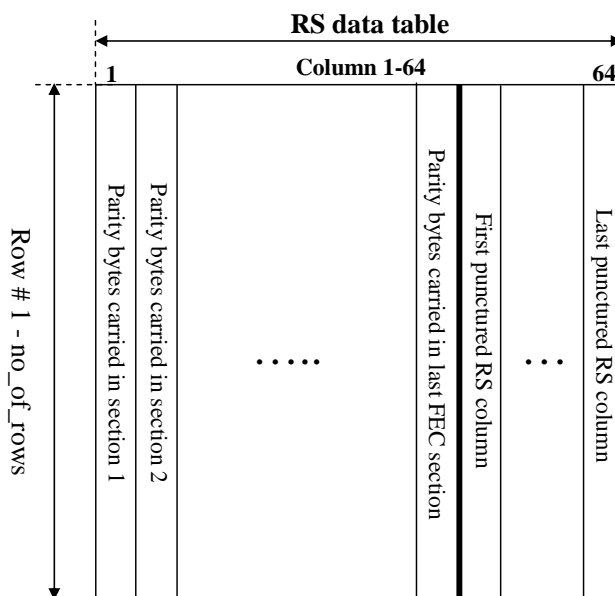 RS data table
1
Column 1-64
64
Row # 1 - no_of_rows
Parity bytes carried in section 1
Parity bytes carried in section 2
.....
Parity bytes carried in last FEC section
First punctured RS column
...
Last punctured RS column